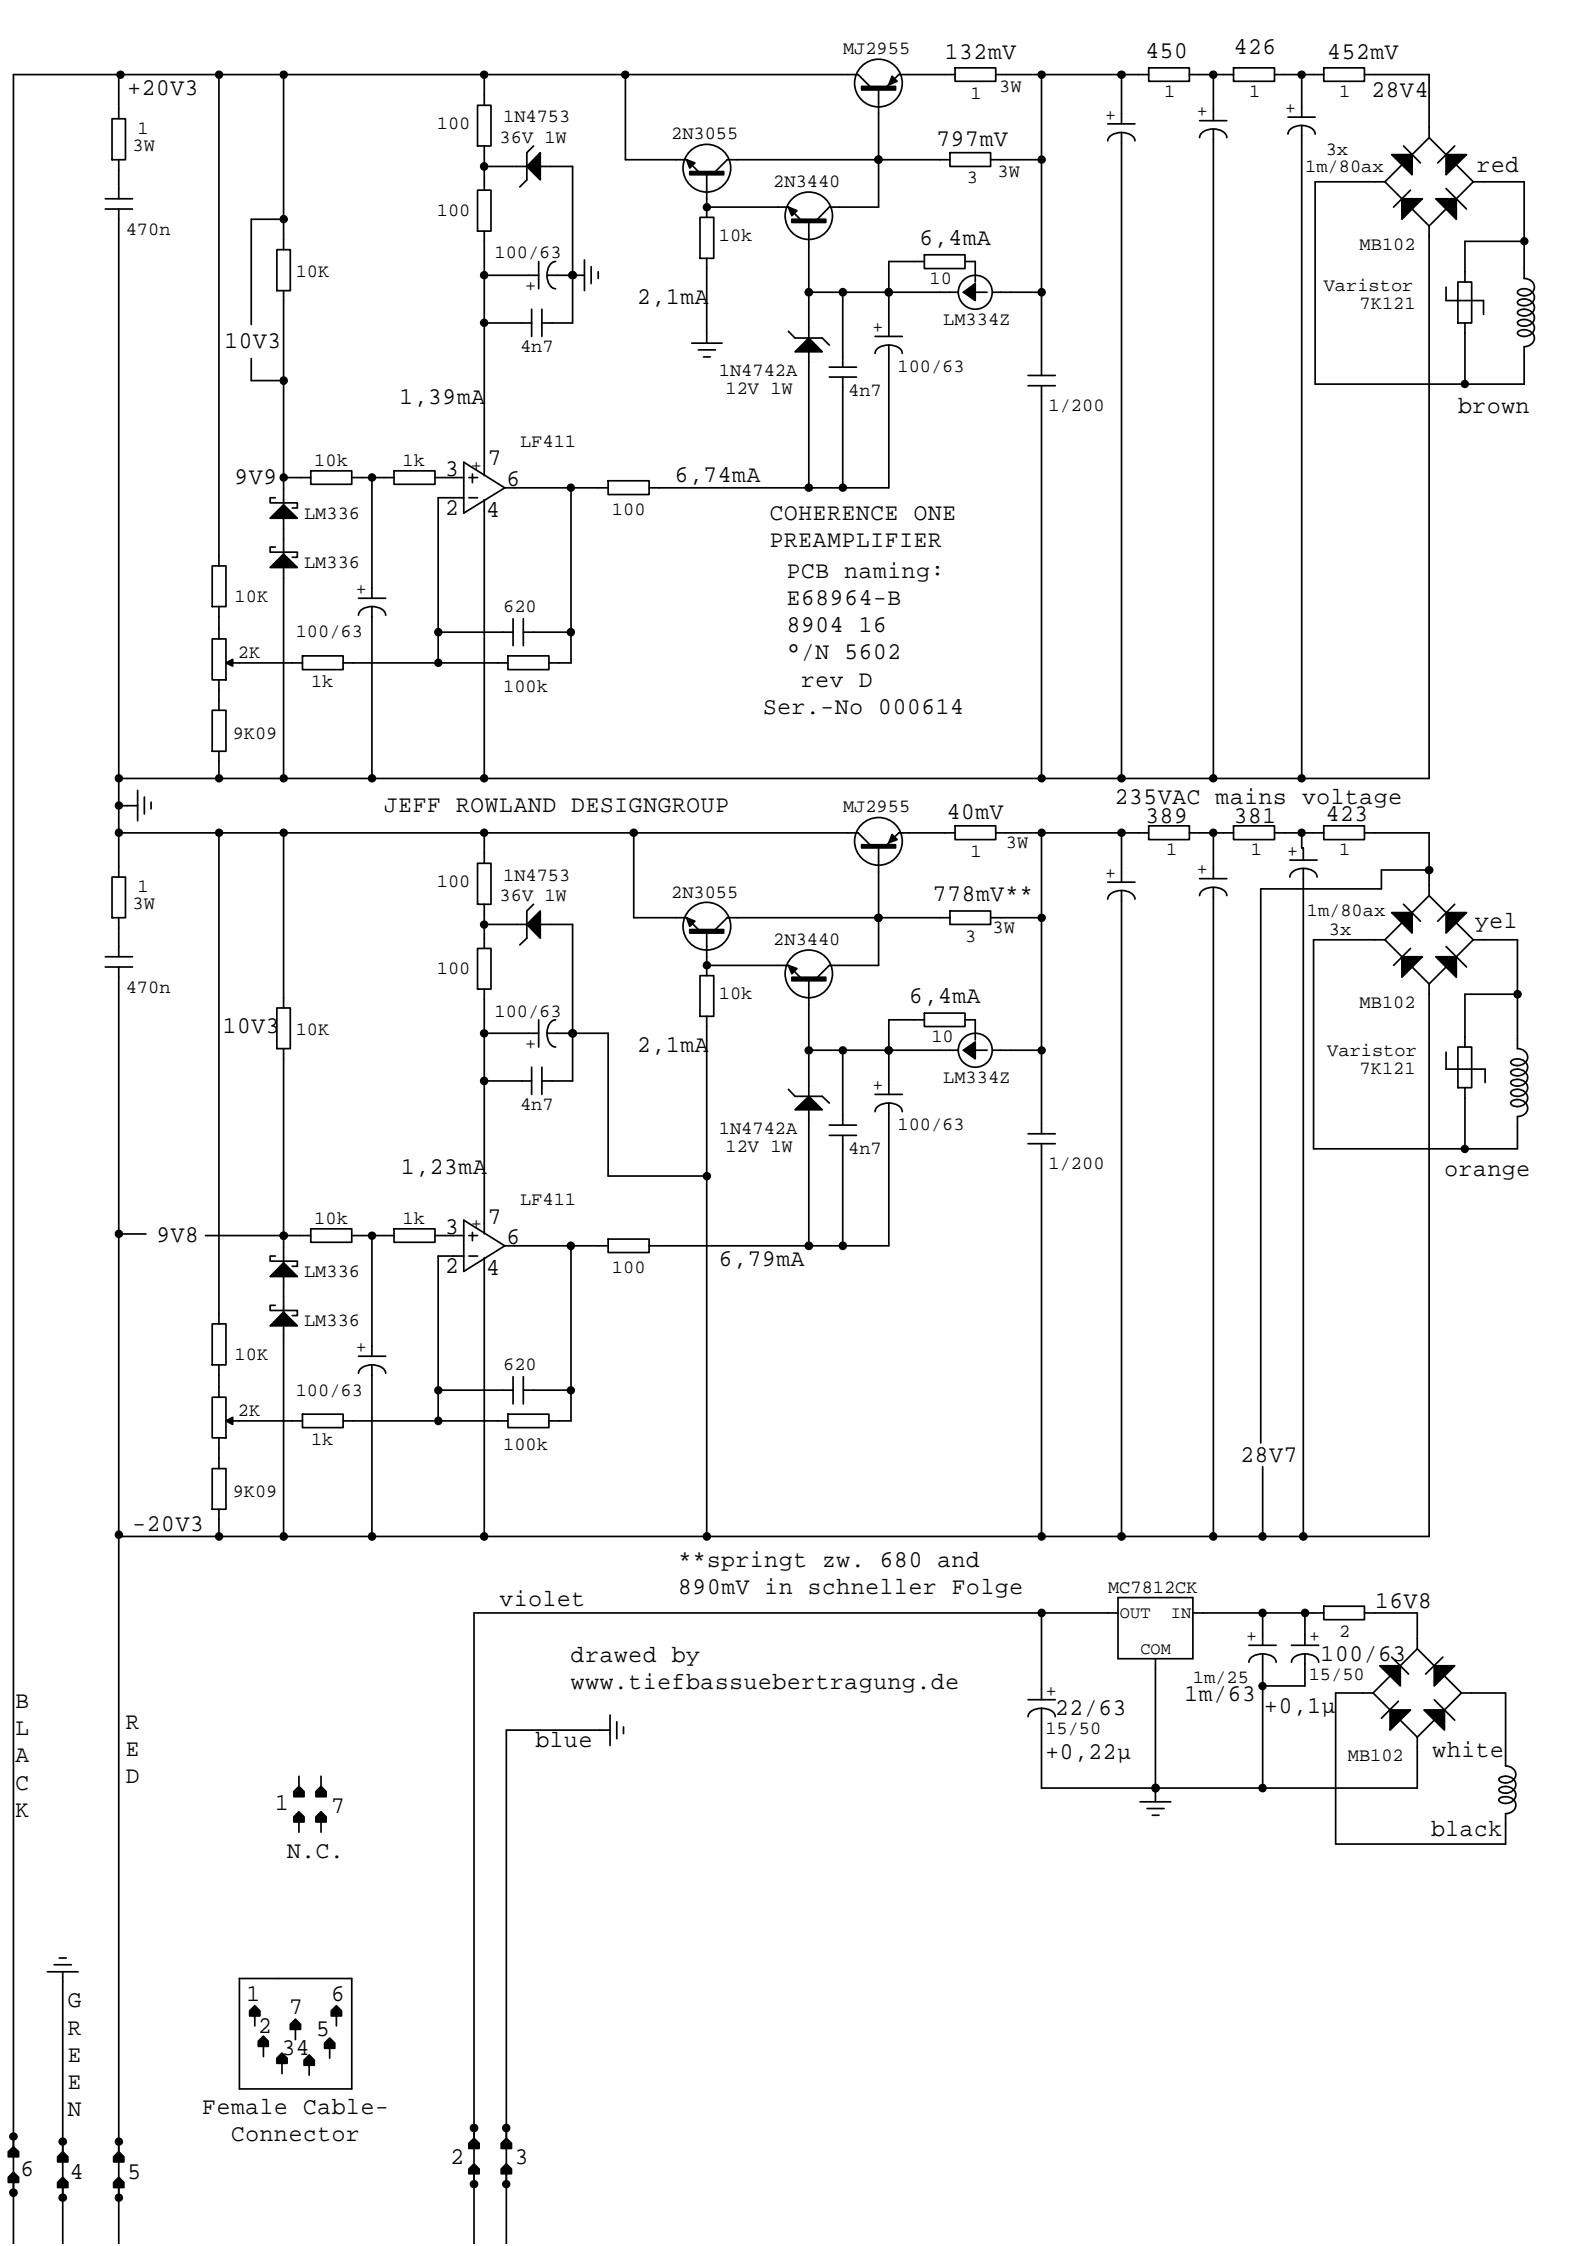 MJ2955
132mV
450
426
452mV
1
3W
1
1
1
28V4
+20V3
1
3W
470n
100
1N4753
36V 1W
100
2N3055
797mV
3
3W
2N3440
3x
1m/80ax
red
MB102
10K
10V3
100/63
+
4n7
10k
2,1mA
6,4mA
10
LM334Z
Varistor
7K121
1N4742A
12V 1W
4n7
+
100/63
1/200
+
+
+
brown
1,39mA
LF411
9V9
10k
1k
3
+
7
+
6
−
2
4
100
6,74mA
LM336
LM336
COHERENCE ONE
PREAMPLIFIER
PCB naming:
E68964-B
8904 16
°/N 5602
rev D
Ser.-No 000614
10K
+
100/63
620
2K
1k
100k
9K09
JEFF ROWLAND DESIGNGROUP
MJ2955
40mV
1
3W
235VAC mains voltage
389
381
423
1
1
1
1
3W
470n
100
1N4753
36V 1W
100
2N3055
778mV**
3
3W
2N3440
1m/80ax
3x
yel
MB102
10V3
10K
100/63
+
4n7
10k
2,1mA
6,4mA
10
LM334Z
Varistor
7K121
1N4742A
12V 1W
4n7
+
100/63
1/200
+
+
+
orange
1,23mA
LF411
9V8
10k
1k
3
+
7
+
6
−
2
4
100
6,79mA
LM336
LM336
10K
+
100/63
620
2K
1k
100k
28V7
9K09
-20V3
**springt zw. 680 and
890mV in schneller Folge
violet
MC7812CK
OUT
IN
COM
16V8
2
+
+
100/63
15/50
1m/25
1m/63
+0,1µ
drawed by
www.tiefbassuebertragung.de
+
22/63
15/50
+0,22µ
blue
MB102
white
black
BLACK
RED
1
7
N.C.
GREEN
1
6
7
2
5
3
4
Female Cable-
Connector
6
4
5
2
3